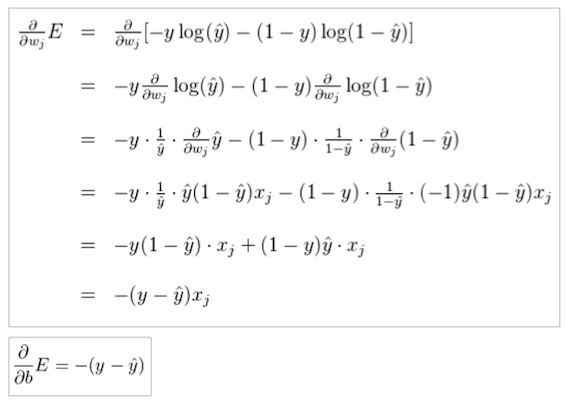 ∂/∂w_j E = ∂/∂w_j [−y log(ŷ) − (1 − y) log(1 − ŷ)]
= −y ∂/∂w_j log(ŷ) − (1 − y) ∂/∂w_j log(1 − ŷ)
= −y · 1/ŷ · ∂/∂w_j ŷ − (1 − y) · 1/(1−ŷ) · ∂/∂w_j (1 − ŷ)
= −y · 1/ŷ · ŷ(1 − ŷ)x_j − (1 − y) · 1/(1−ŷ) · (−1)ŷ(1 − ŷ)x_j
= −y(1 − ŷ) · x_j + (1 − y)ŷ · x_j
= −(y − ŷ)x_j
∂/∂b E = −(y − ŷ)